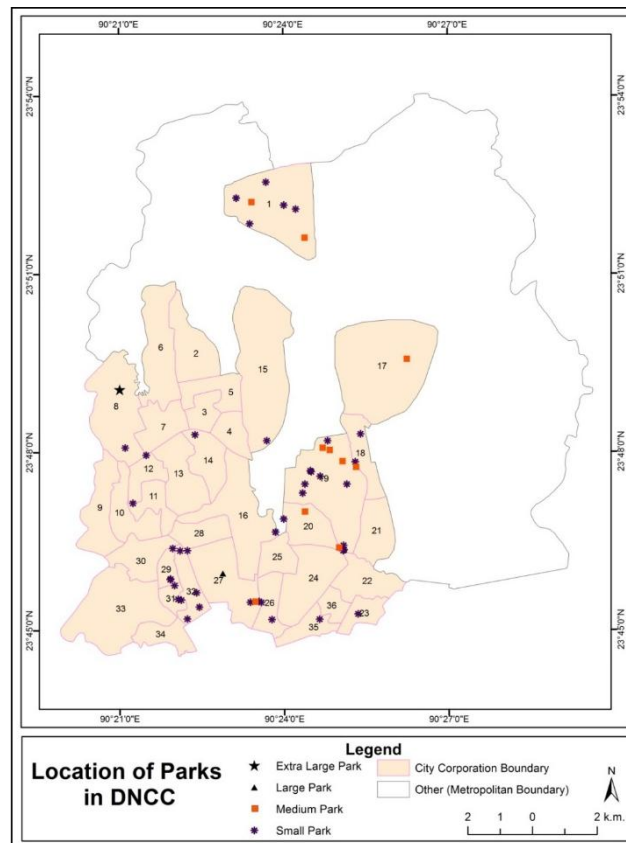 90°21'0"E 90°24'0"E 90°27'0"E
23°54'0"N 23°54'0"N
1
23°51'0"N 23°51'0"N
6
2
15
17
5
8
3
7
4
18
23°48'0"N 23°48'0"N
12
13
14
19
11
9
10
16
20
21
28
25
30
29
27
24
22
32
31
26
36
33
23
35
34
23°45'0"N 23°45'0"N
90°21'0"E 90°24'0"E 90°27'0"E
Location of Parks
in DNCC
Legend
Extra Large Park
Large Park
Medium Park
Small Park
City Corporation Boundary
Other (Metropolitan Boundary)
N
2 1 0 2 k.m.